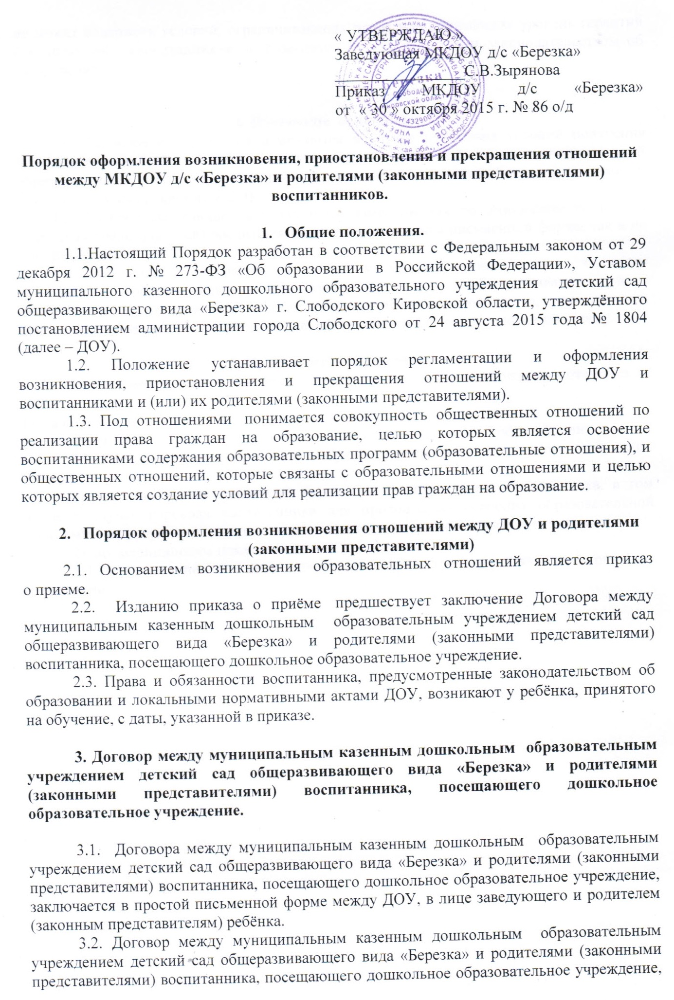 « УТВЕРЖДАЮ »
Заведующая МКДОУ д/с «Березка»
_________________С.В.Зырянова
Приказ МКДОУ д/с «Березка»
от « 30 » октября 2015 г. № 86 о/д
Березка
Порядок оформления возникновения, приостановления и прекращения отношений
между МКДОУ д/с «Березка» и родителями (законными представителями)
воспитанников.
1. Общие положения.
1.1.Настоящий Порядок разработан в соответствии с Федеральным законом от 29
декабря 2012 г. № 273-ФЗ «Об образовании в Российской Федерации», Уставом
муниципального казенного дошкольного образовательного учреждения детский сад
общеразвивающего вида «Березка» г. Слободского Кировской области, утверждённого
постановлением администрации города Слободского от 24 августа 2015 года № 1804
(далее – ДОУ).
1.2. Положение устанавливает порядок регламентации и оформления
возникновения, приостановления и прекращения отношений между ДОУ и
воспитанниками и (или) их родителями (законными представителями).
1.3. Под отношениями понимается совокупность общественных отношений по
реализации права граждан на образование, целью которых является освоение
воспитанниками содержания образовательных программ (образовательные отношения), и
общественных отношений, которые связаны с образовательными отношениями и целью
которых является создание условий для реализации прав граждан на образование.
2. Порядок оформления возникновения отношений между ДОУ и родителями
(законными представителями)
2.1. Основанием возникновения образовательных отношений является приказ
о приеме.
2.2. Изданию приказа о приёме предшествует заключение Договора между
муниципальным казенным дошкольным образовательным учреждением детский сад
общеразвивающего вида «Березка» и родителями (законными представителями)
воспитанника, посещающего дошкольное образовательное учреждение.
2.3. Права и обязанности воспитанника, предусмотренные законодательством об
образовании и локальными нормативными актами ДОУ, возникают у ребёнка, принятого
на обучение, с даты, указанной в приказе.
3. Договор между муниципальным казенным дошкольным образовательным
учреждением детский сад общеразвивающего вида «Березка» и родителями
(законными представителями) воспитанника, посещающего дошкольное
образовательное учреждение.
3.1. Договора между муниципальным казенным дошкольным образовательным
учреждением детский сад общеразвивающего вида «Березка» и родителями (законными
представителями) воспитанника, посещающего дошкольное образовательное учреждение,
заключается в простой письменной форме между ДОУ, в лице заведующего и родителем
(законным представителям) ребёнка.
3.2. Договор между муниципальным казенным дошкольным образовательным
учреждением детский сад общеразвивающего вида «Березка» и родителями (законными
представителями) воспитанника, посещающего дошкольное образовательное учреждение,